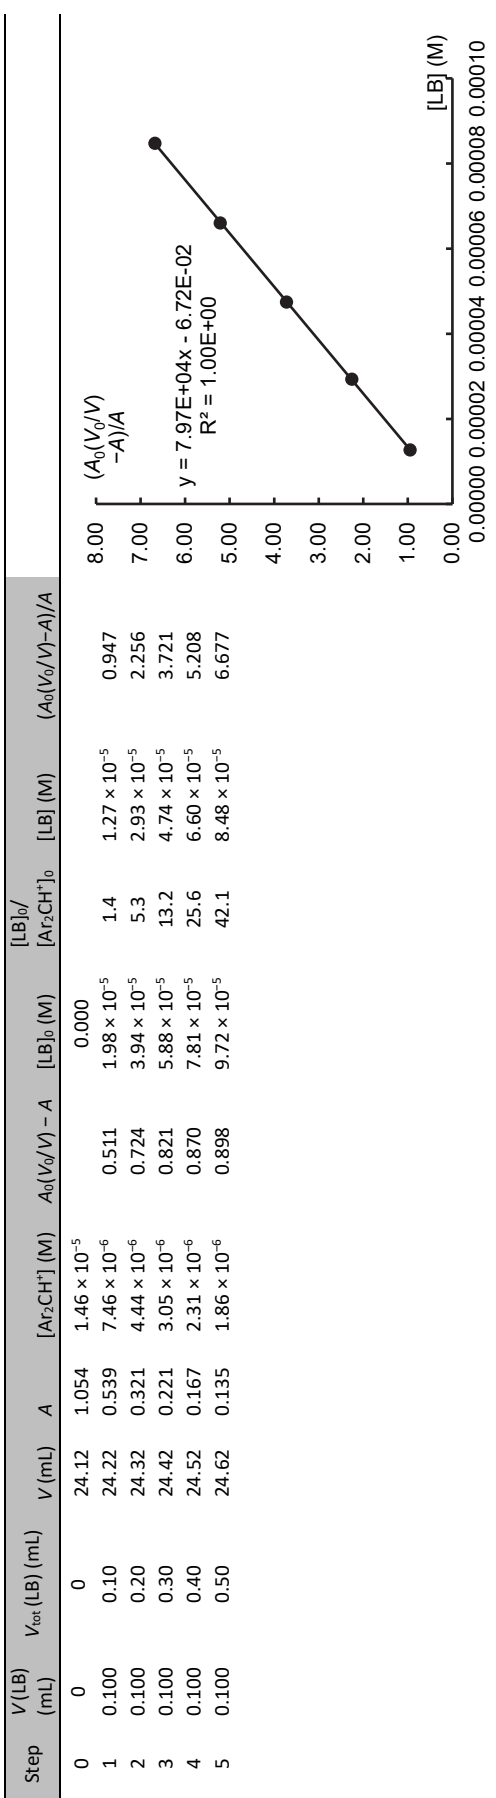 Step V(LB) (mL) V_tot (LB) (mL) V (mL) A [Ar₂CH⁺] (M) A₀(V₀/V) − A [LB]₀ (M) [LB]₀/[Ar₂CH⁺]₀ [LB] (M) (A₀(V₀/V)−A)/A
0 0 0 24.12 1.054 1.46 × 10⁻⁵ 0.000
1 0.100 0.10 24.22 0.539 7.46 × 10⁻⁶ 0.511 1.98 × 10⁻⁵ 1.4 1.27 × 10⁻⁵ 0.947
2 0.100 0.20 24.32 0.321 4.44 × 10⁻⁶ 0.724 3.94 × 10⁻⁵ 5.3 2.93 × 10⁻⁵ 2.256
3 0.100 0.30 24.42 0.221 3.05 × 10⁻⁶ 0.821 5.88 × 10⁻⁵ 13.2 4.74 × 10⁻⁵ 3.721
4 0.100 0.40 24.52 0.167 2.31 × 10⁻⁶ 0.870 7.81 × 10⁻⁵ 25.6 6.60 × 10⁻⁵ 5.208
5 0.100 0.50 24.62 0.135 1.86 × 10⁻⁶ 0.898 9.72 × 10⁻⁵ 42.1 8.48 × 10⁻⁵ 6.677
(A₀(V₀/V)
−A)/A
8.00
7.00
6.00
5.00
4.00
3.00
2.00
1.00
0.00
y = 7.97E+04x - 6.72E-02
R² = 1.00E+00
[LB] (M)
0.00000 0.00002 0.00004 0.00006 0.00008 0.00010